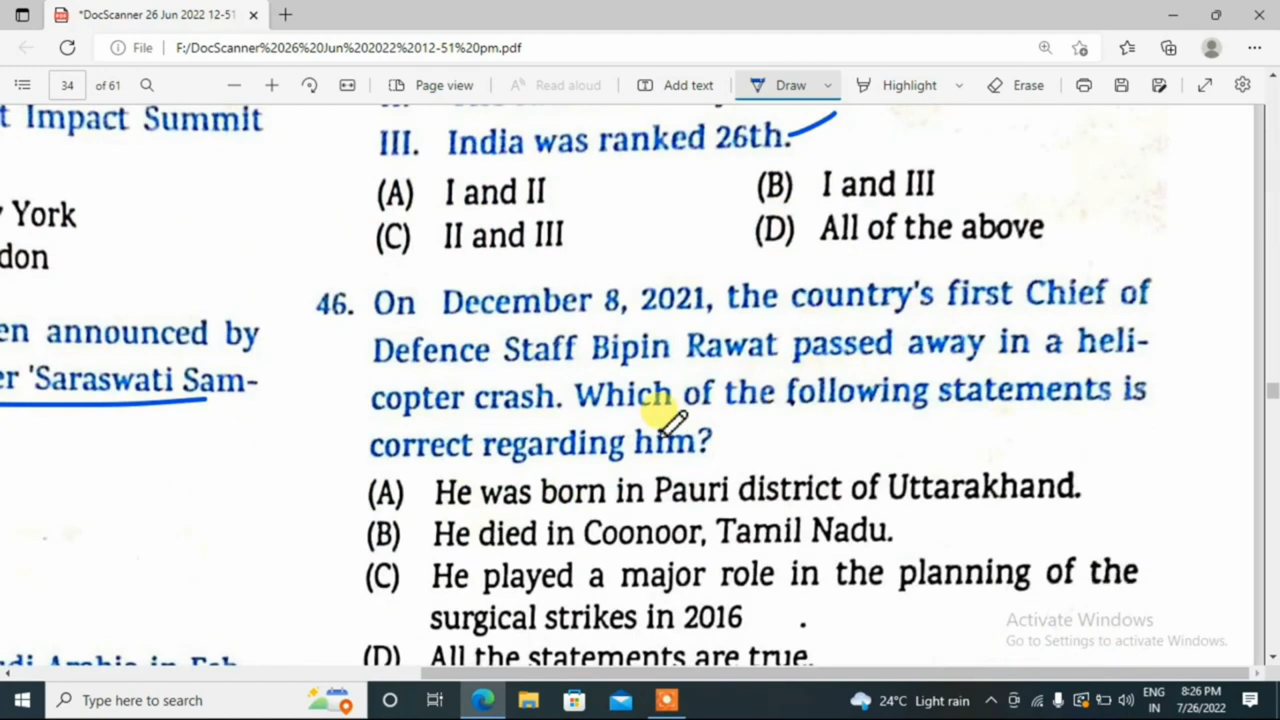 *DocScanner 26 Jun 2022 12-51
File
F:/DocScanner%2026%20Jun%202022%2012-51%20pm.pdf
34 of 61
Page view
Read aloud
Add text
Draw
Highlight
Erase
t Impact Summit
York
don
en announced by
er 'Saraswati Sam-
III. India was ranked 26th.
(A) I and II
(B) I and III
(C) II and III
(D) All of the above
46. On December 8, 2021, the country's first Chief of
Defence Staff Bipin Rawat passed away in a heli-
copter crash. Which of the following statements is
correct regarding him?
(A) He was born in Pauri district of Uttarakhand.
(B) He died in Coonoor, Tamil Nadu.
(C) He played a major role in the planning of the
surgical strikes in 2016 .
(D) All the statements are true.
Activate Windows
Go to Settings to activate Windows.
Type here to search
24°C Light rain
ENG
IN
8:26 PM
7/26/2022